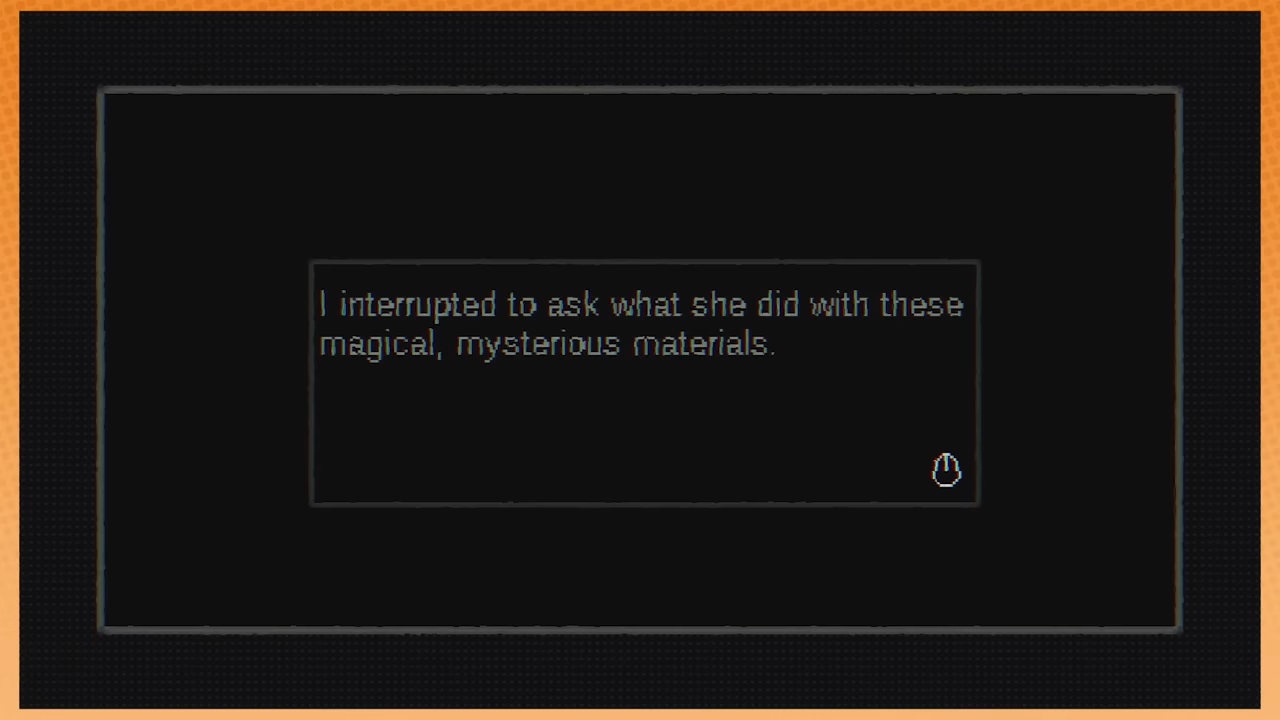 I interrupted to ask what she did with these
magical, mysterious materials.